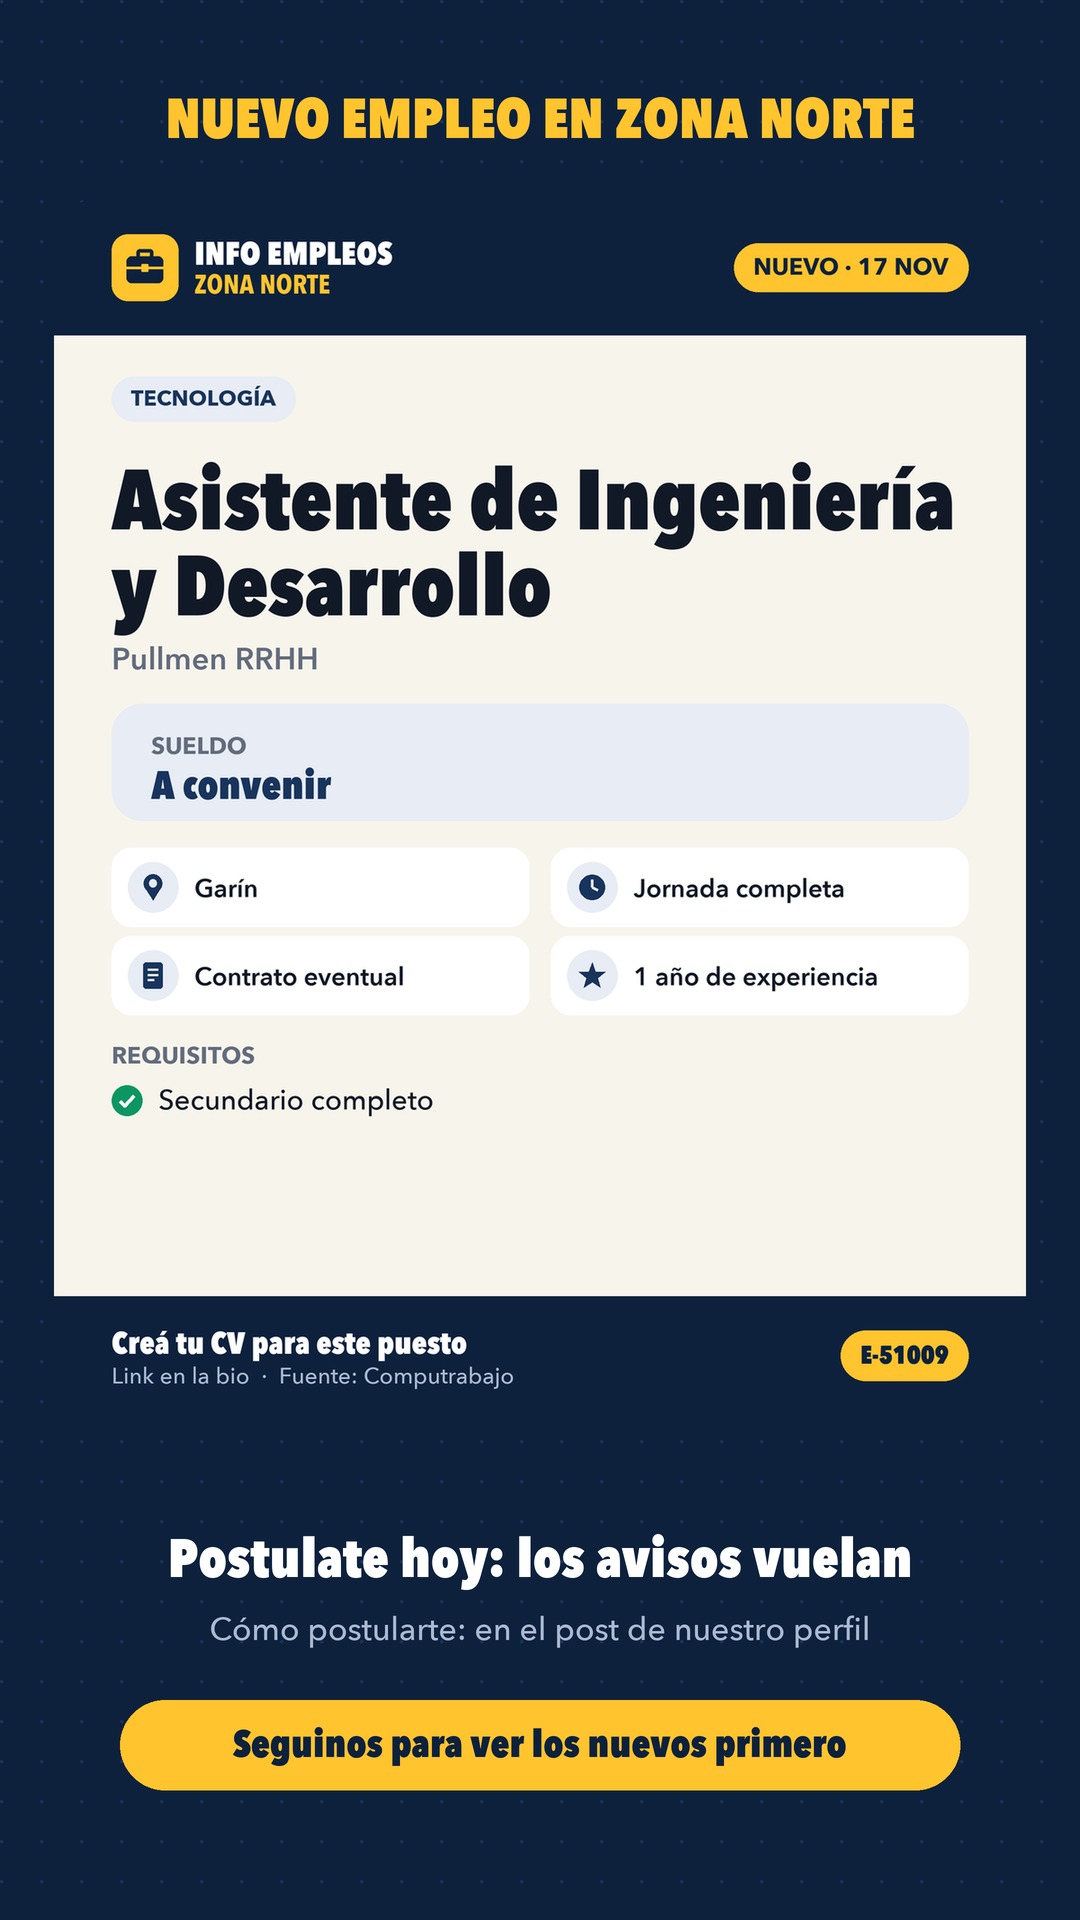 NUEVO EMPLEO EN ZONA NORTE
INFO EMPLEOS
ZONA NORTE
NUEVO · 17 NOV
TECNOLOGÍA
Asistente de Ingeniería
y Desarrollo
Pullmen RRHH
SUELDO
A convenir
Garín
Jornada completa
Contrato eventual
1 año de experiencia
REQUISITOS
Secundario completo
Creá tu CV para este puesto
Link en la bio · Fuente: Computrabajo
E-51009
Postulate hoy: los avisos vuelan
Cómo postularte: en el post de nuestro perfil
Seguinos para ver los nuevos primero